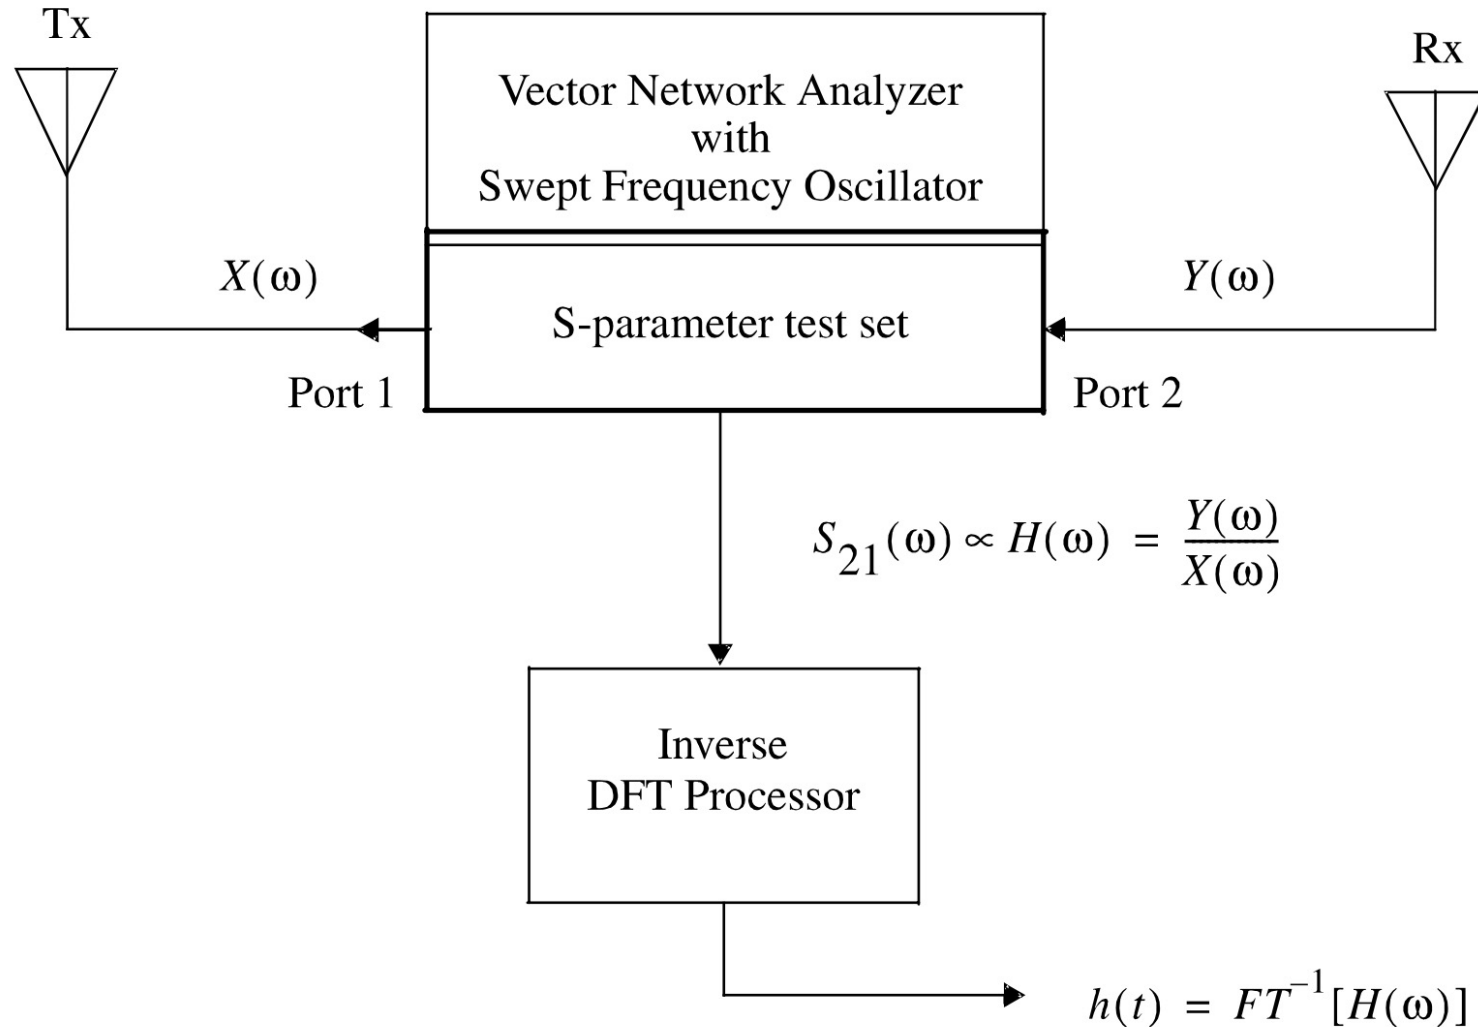 Tx
Rx
Vector Network Analyzer
with
Swept Frequency Oscillator
X(ω)
Y(ω)
S-parameter test set
Port 1
Port 2
S₂₁(ω) ∝ H(ω) = Y(ω)/X(ω)
Inverse
DFT Processor
h(t) = FT⁻¹[H(ω)]